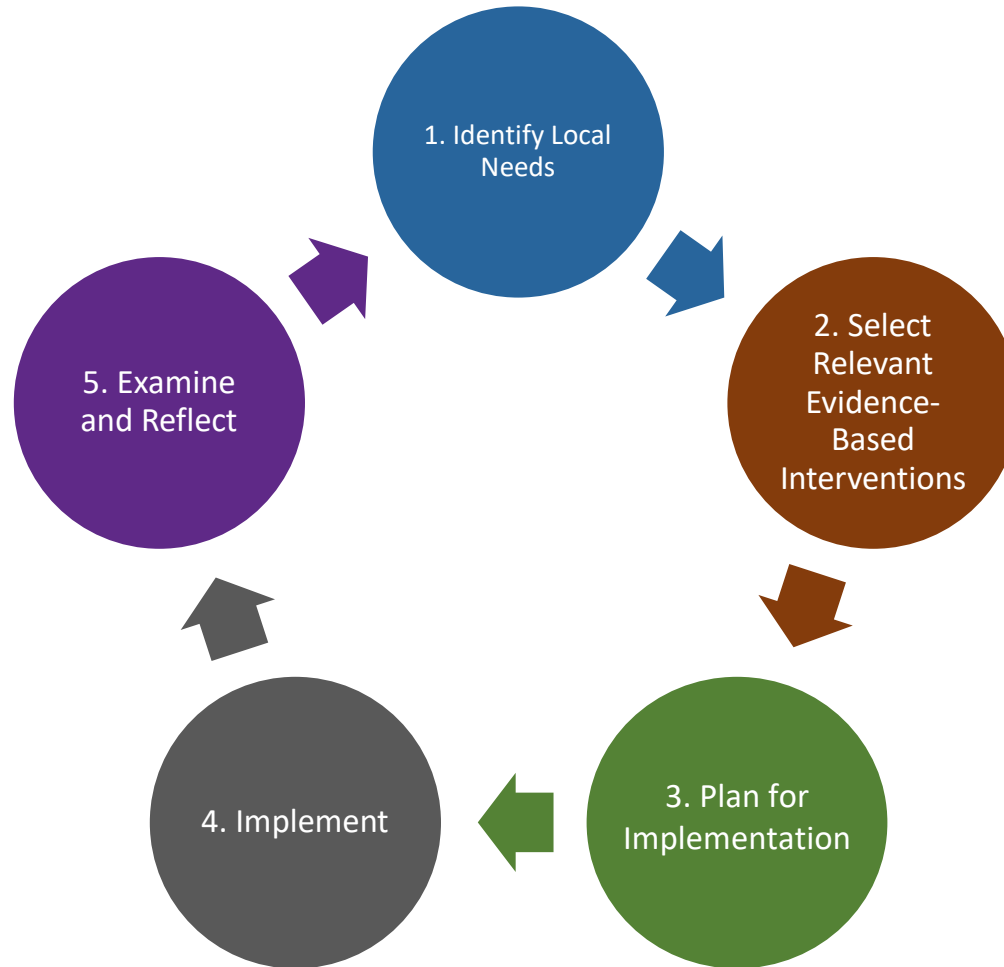 1. Identify Local
Needs
2. Select
Relevant
Evidence-
Based
Interventions
3. Plan for
Implementation
4. Implement
5. Examine
and Reflect